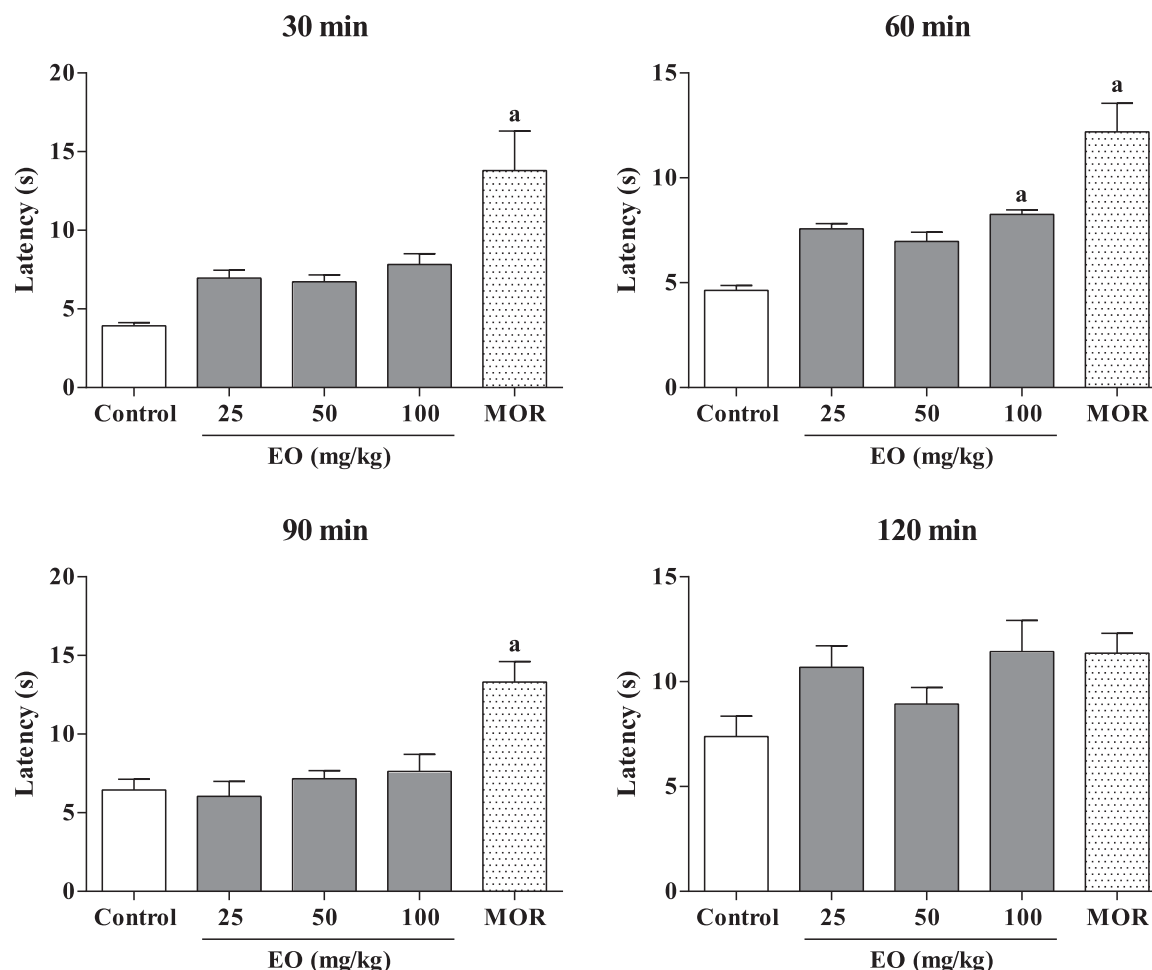 30 min
20
15
10
5
0
Latency (s)
a
Control 25 50 100 MOR
EO (mg/kg)
60 min
15
10
5
0
Latency (s)
a
a
Control 25 50 100 MOR
EO (mg/kg)
90 min
20
15
10
5
0
Latency (s)
a
Control 25 50 100 MOR
EO (mg/kg)
120 min
15
10
5
0
Latency (s)
Control 25 50 100 MOR
EO (mg/kg)